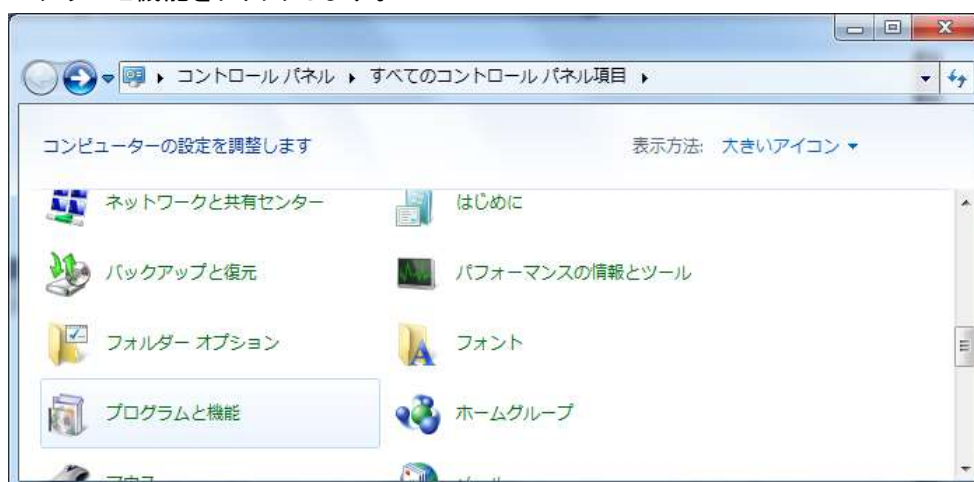 コントロール パネル ▸ すべてのコントロール パネル項目 ▸
コンピューターの設定を調整します
表示方法: 大きいアイコン
ネットワークと共有センター
はじめに
バックアップと復元
パフォーマンスの情報とツール
フォルダー オプション
フォント
プログラムと機能
ホームグループ